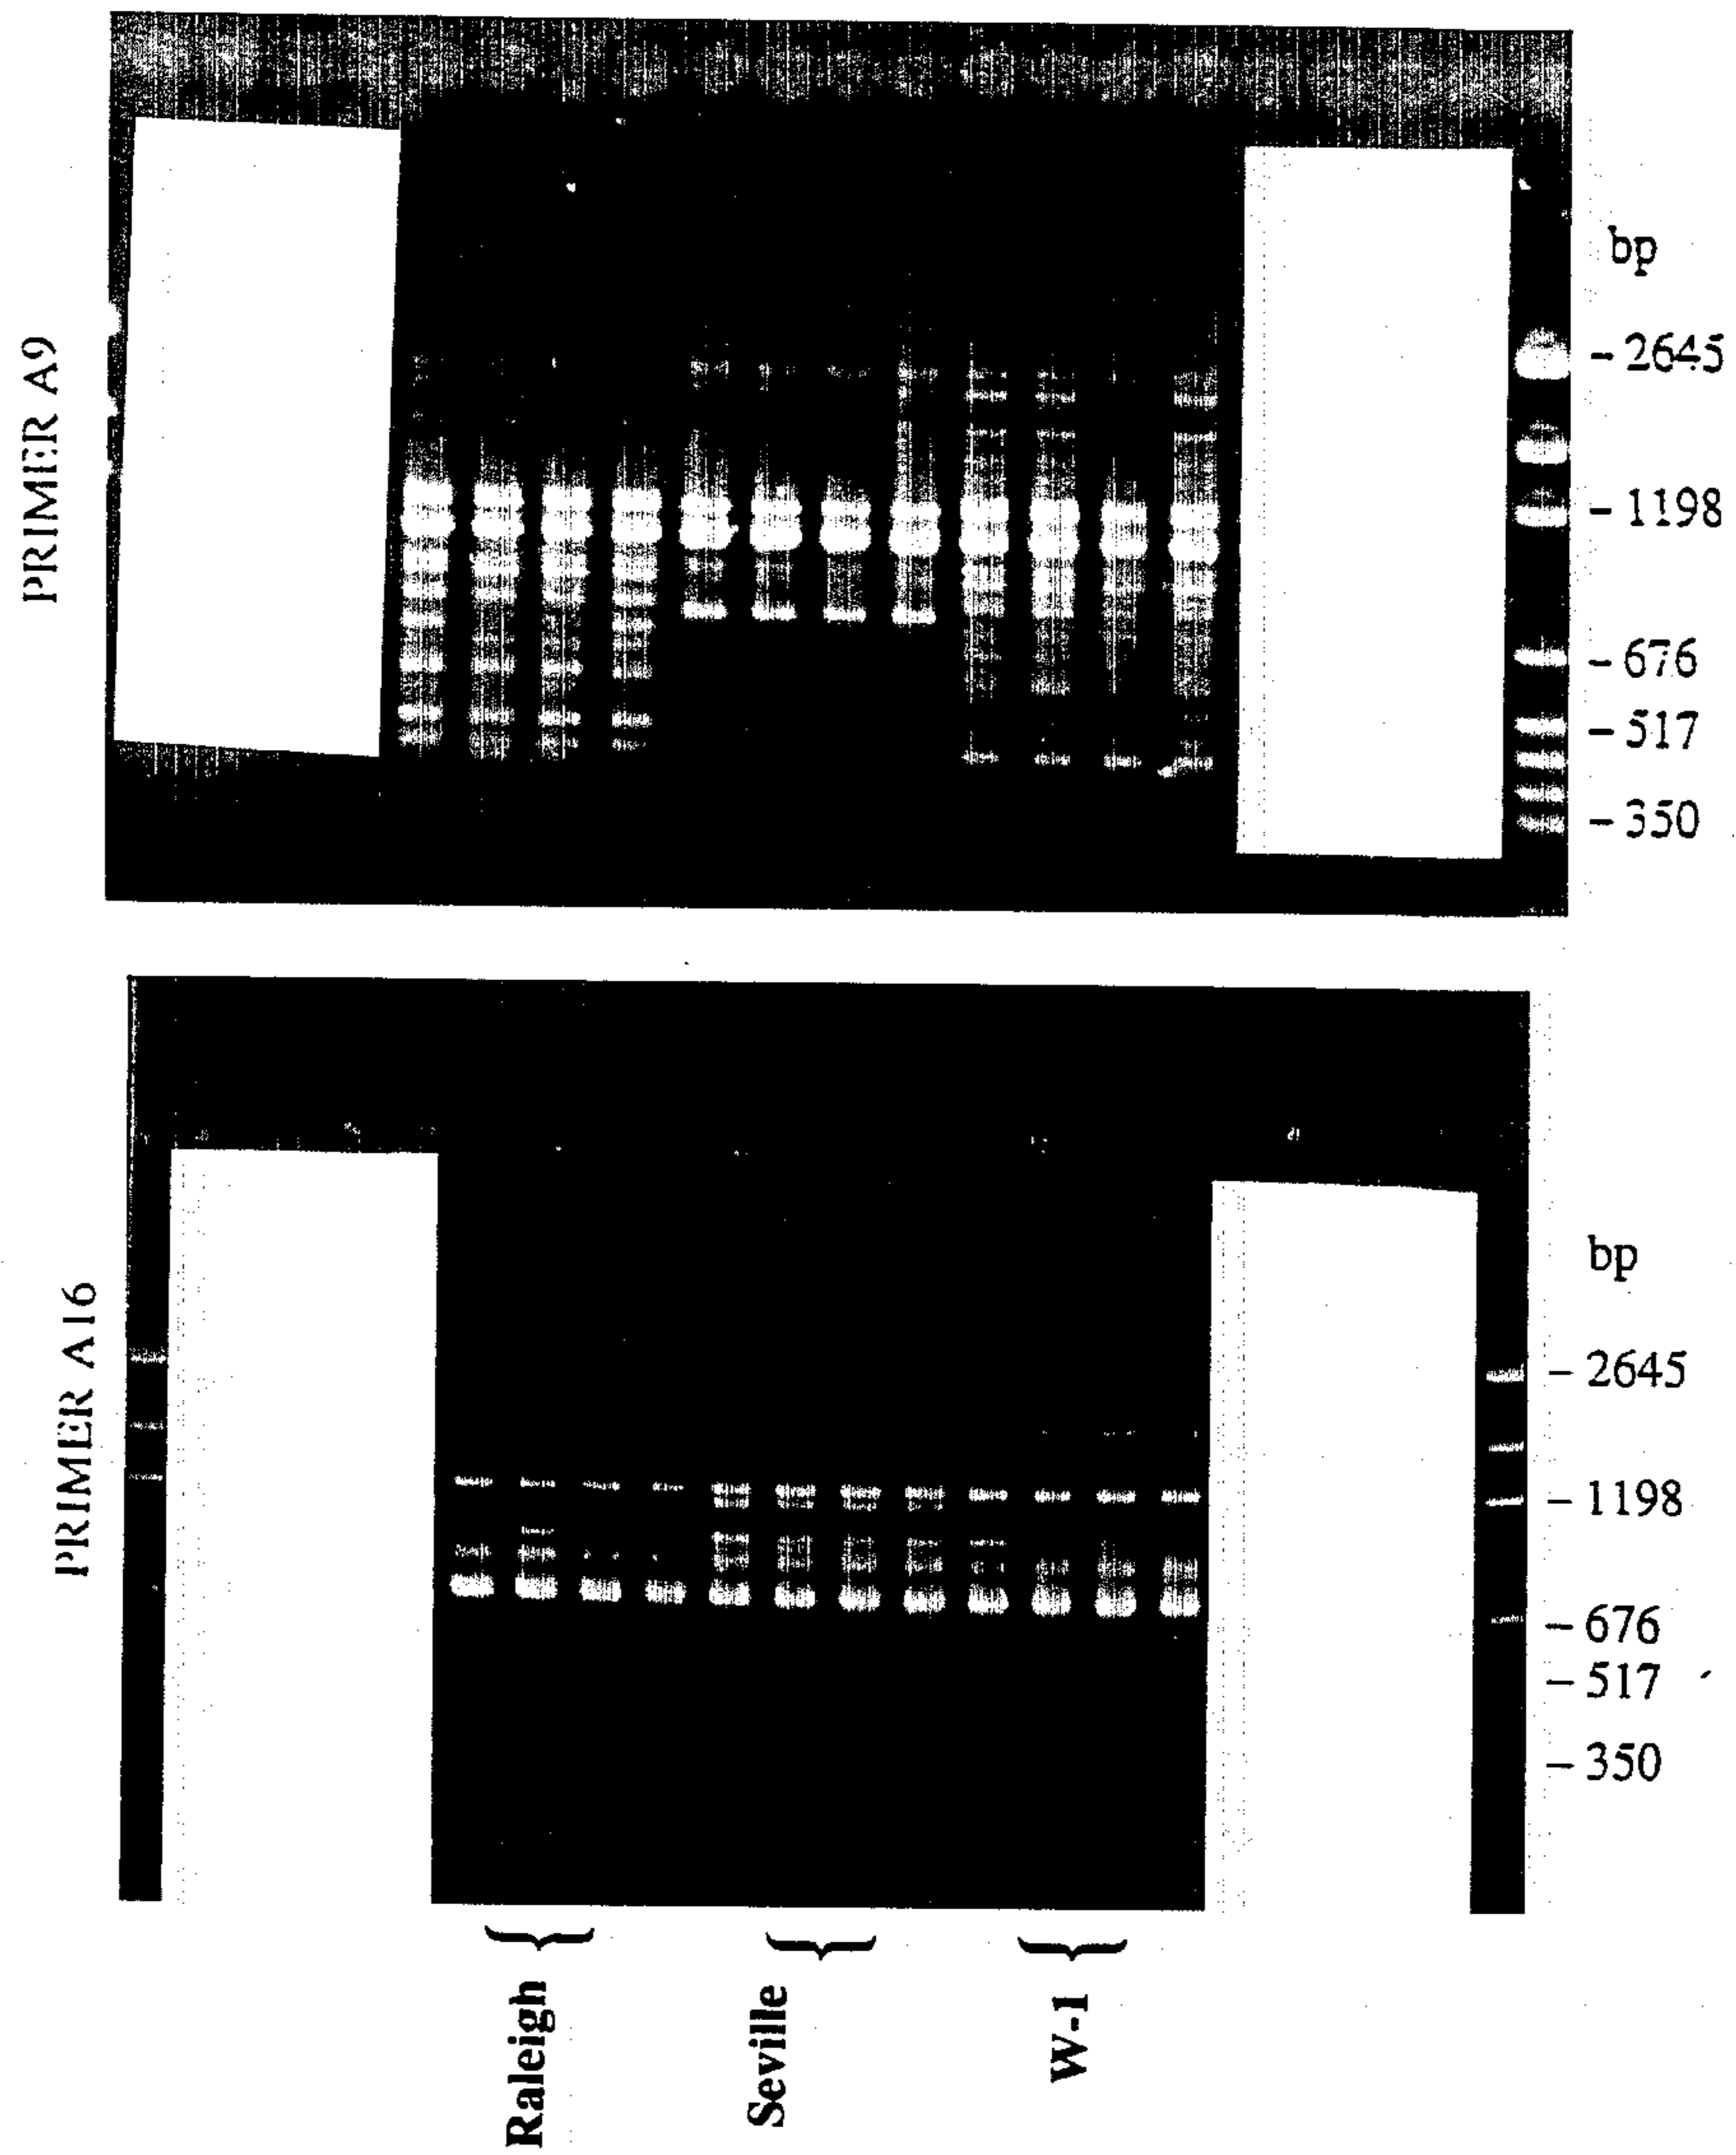 PRIMER A9
bp
- 2645
- 1198
- 676
- 517
- 350
PRIMER A16
bp
- 2645
- 1198
- 676
- 517
- 350
Raleigh
Seville
W-1